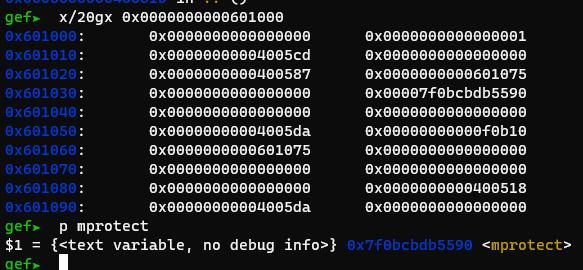 gef➤  x/20gx 0x0000000000601000
0x601000:       0x0000000000000000      0x0000000000000001
0x601010:       0x00000000004005cd      0x0000000000000000
0x601020:       0x0000000000400587      0x0000000000601075
0x601030:       0x0000000000000000      0x00007f0bcbdb5590
0x601040:       0x0000000000000000      0x0000000000000000
0x601050:       0x00000000004005da      0x00000000000f0b10
0x601060:       0x0000000000601075      0x0000000000000000
0x601070:       0x0000000000000000      0x0000000000000000
0x601080:       0x0000000000000000      0x0000000000400518
0x601090:       0x00000000004005da      0x0000000000000000
gef➤  p mprotect
$1 = {<text variable, no debug info>} 0x7f0bcbdb5590 <mprotect>
gef➤